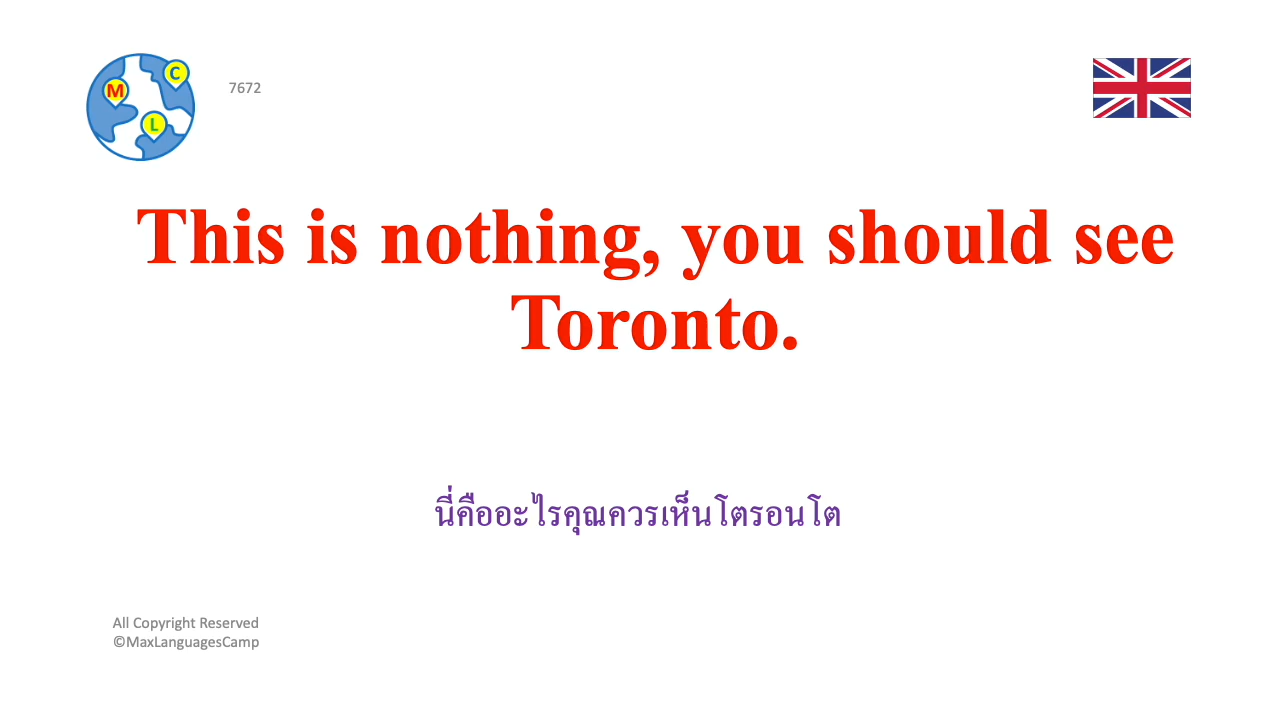 M
C
L
7672
This is nothing, you should see
Toronto.
นี่คืออะไรคุณควรเห็นโตรอนโต
All Copyright Reserved
©MaxLanguagesCamp